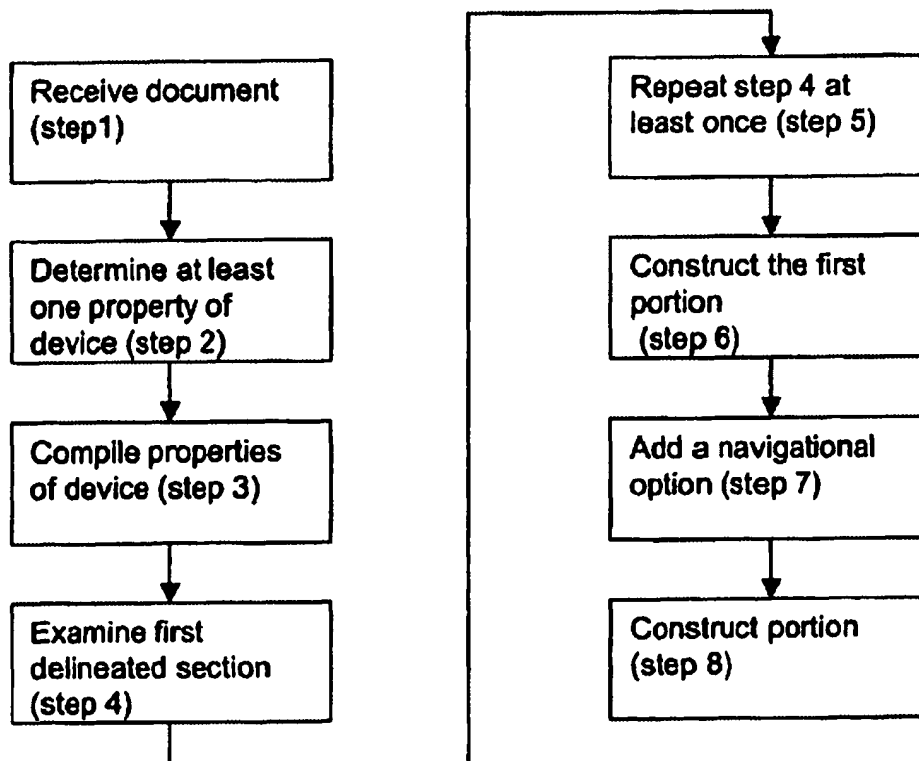 Receive document
(step1)
Determine at least
one property of
device (step 2)
Compile properties
of device (step 3)
Examine first
delineated section
(step 4)
Repeat step 4 at
least once (step 5)
Construct the first
portion
(step 6)
Add a navigational
option (step 7)
Construct portion
(step 8)